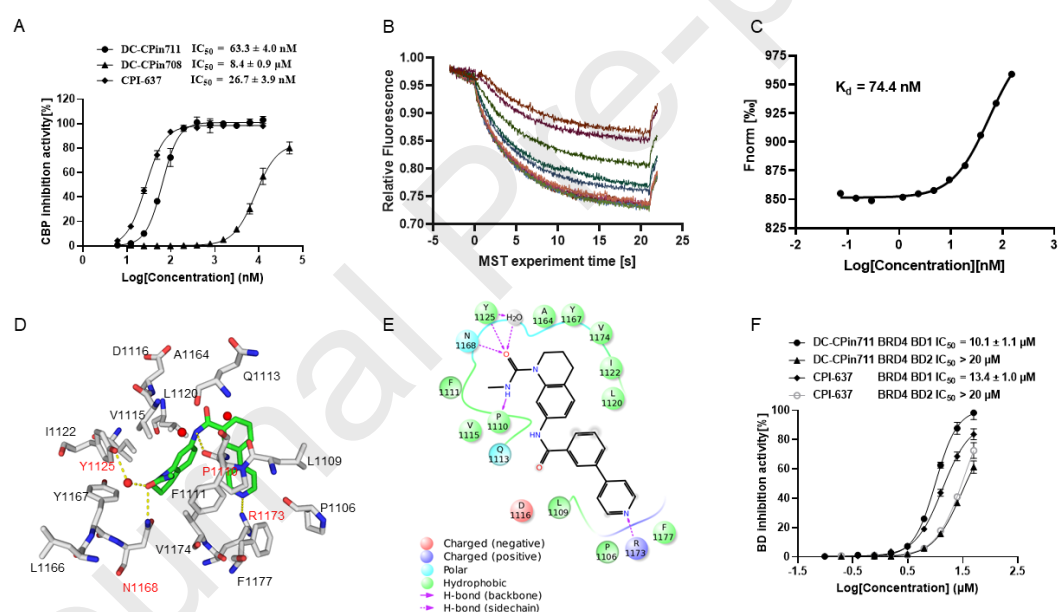 A
DC-CPin711 IC50 = 63.3 ± 4.0 nM
DC-CPin708 IC50 = 8.4 ± 0.9 µM
CPI-637 IC50 = 26.7 ± 3.9 nM
CBP inhibition activity[%]
120
100
80
60
40
20
0
0 1 2 3 4 5
Log[Concentration] (nM)
B
Relative Fluorescence
1.00
0.95
0.90
0.85
0.80
0.75
0.70
-5 0 5 10 15 20 25
MST experiment time [s]
C
Kd = 74.4 nM
Fnorm [‰]
975
950
925
900
875
850
825
-2 -1 0 1 2 3
Log[Concentration][nM]
D
D1116
A1164
Q1113
L1120
V1115
I1122
Y1125
L1109
Y1167
F1111
P1106
R1173
V1174
L1166
F1177
N1168
E
Y
1125
H2O
A
1164
Y
1167
V
1174
N
1168
I
1122
F
1111
L
1120
V
1115
P
1110
Q
1113
O
N
NH
HN
O
D
1116
L
1109
N
P
1106
R
1173
F
1177
Charged (negative)
Charged (positive)
Polar
Hydrophobic
H-bond (backbone)
H-bond (sidechain)
F
DC-CPin711 BRD4 BD1 IC50 = 10.1 ± 1.1 µM
DC-CPin711 BRD4 BD2 IC50 > 20 µM
CPI-637 BRD4 BD1 IC50 = 13.4 ± 1.0 µM
CPI-637 BRD4 BD2 IC50 > 20 µM
BD inhibition activity[%]
120
100
80
60
40
20
0
-1.5 -0.5 0.5 1.5 2.5
Log[Concentration] (µM)